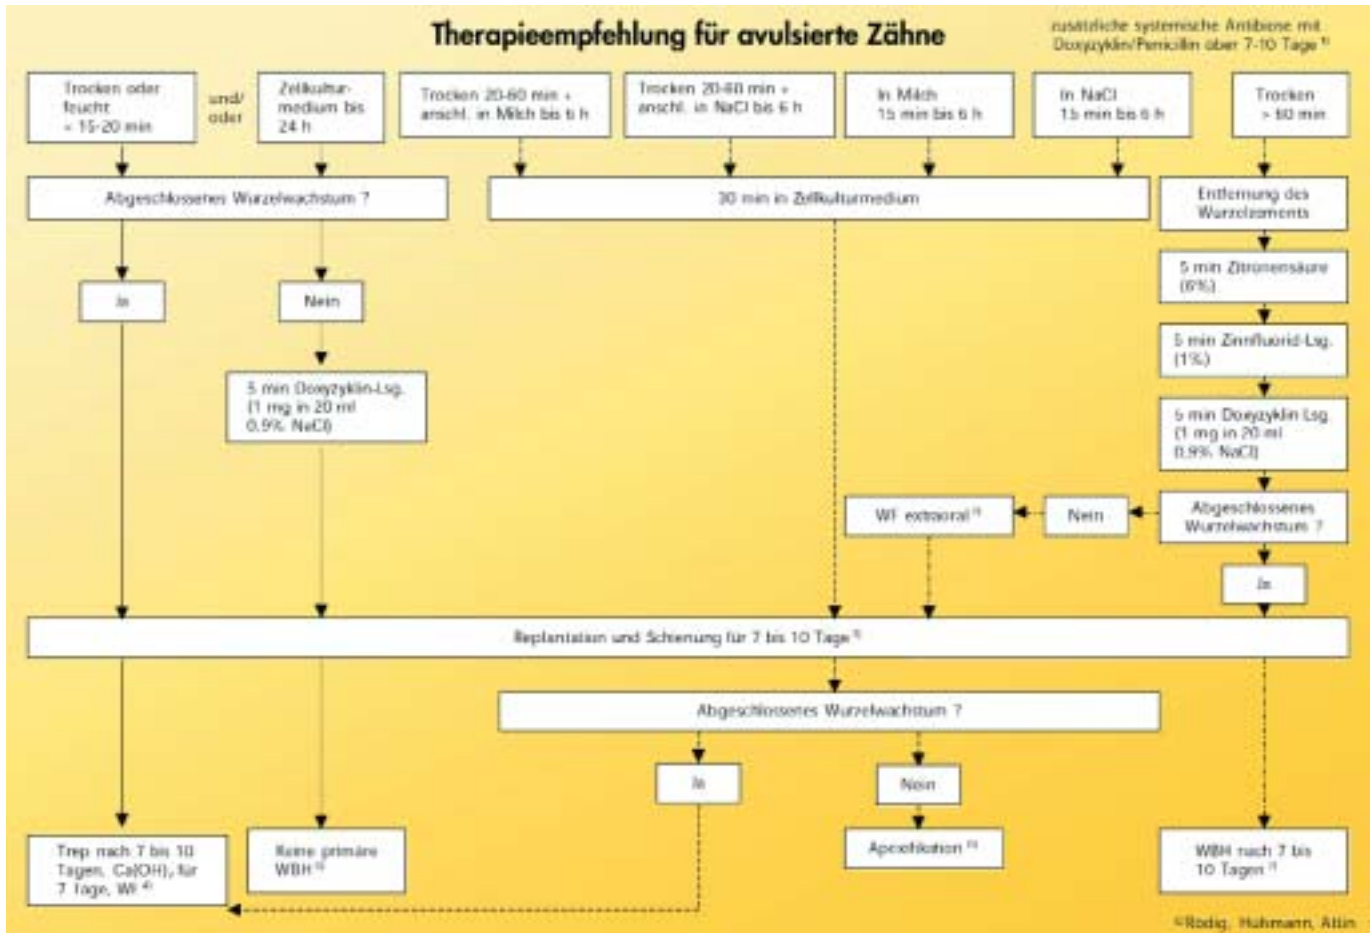 Therapieempfehlung für avulsierte Zähne
zusätzliche systemische Antibiose mit
Doxyzyklin/Penicillin über 7-10 Tage
Trocken oder
feucht
< 15-20 min
und/
oder
Zellkultur-
medium bis
24 h
Trocken 20-60 min +
anschl. in Milch bis 6 h
Trocken 20-60 min +
anschl. in NaCl bis 6 h
In Milch
15 min bis 6 h
In NaCl
15 min bis 6 h
Trocken
> 60 min
Abgeschlossenes Wurzelwachstum ?
30 min in Zellkulturmedium
Entfernung des
Wurzelzements
5 min Zitronensäure
(6%)
Ja
Nein
5 min Zinnfluorid-Lsg.
(1%)
5 min Doxyzyklin-Lsg.
(1 mg in 20 ml
0,9% NaCl)
5 min Doxyzyklin Lsg.
(1 mg in 20 ml
0,9% NaCl)
WF extraoral
Nein
Abgeschlossenes
Wurzelwachstum ?
Ja
Replantation und Schienung für 7 bis 10 Tage
Abgeschlossenes Wurzelwachstum ?
Ja
Nein
Trep nach 7 bis 10
Tagen, Ca(OH)₂ für
7 Tage, WF
Keine primäre
WBH
Apexifikation
WBH nach 7 bis
10 Tagen
©Rödig, Hülsmann, Attin